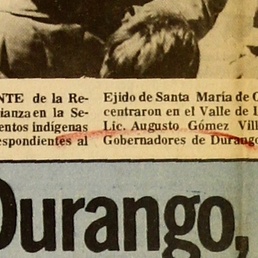 NTE de la Re-
ianza en la Se-
entos indígenas
espondientes al
Ejido de Santa María de
centraron en el Valle de
Lic. Augusto Gómez Vill
Gobernadores de Durango
Durango,